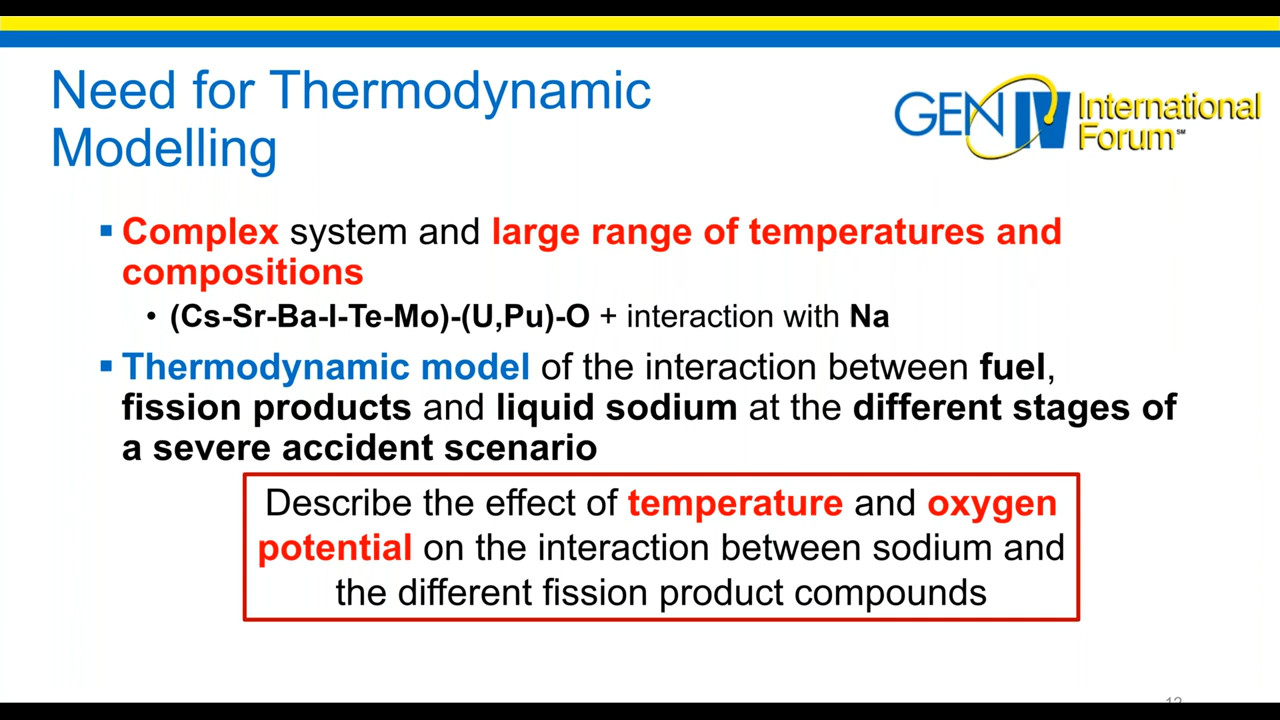 Need for Thermodynamic
Modelling
GEN IV International
Forum℠
▪ Complex system and large range of temperatures and
compositions
• (Cs-Sr-Ba-I-Te-Mo)-(U,Pu)-O + interaction with Na
▪ Thermodynamic model of the interaction between fuel,
fission products and liquid sodium at the different stages of
a severe accident scenario
Describe the effect of temperature and oxygen
potential on the interaction between sodium and
the different fission product compounds